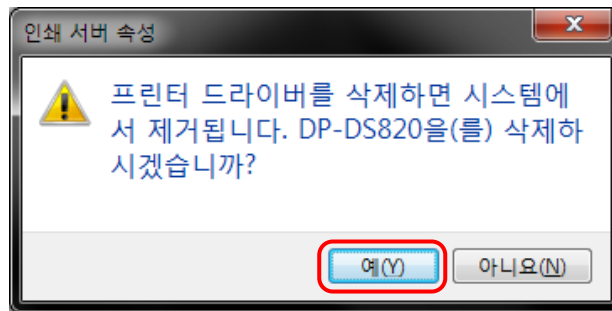 인쇄 서버 속성
프린터 드라이버를 삭제하면 시스템에
서 제거됩니다. DP-DS820을(를) 삭제하
시겠습니까?
예(Y) 아니요(N)